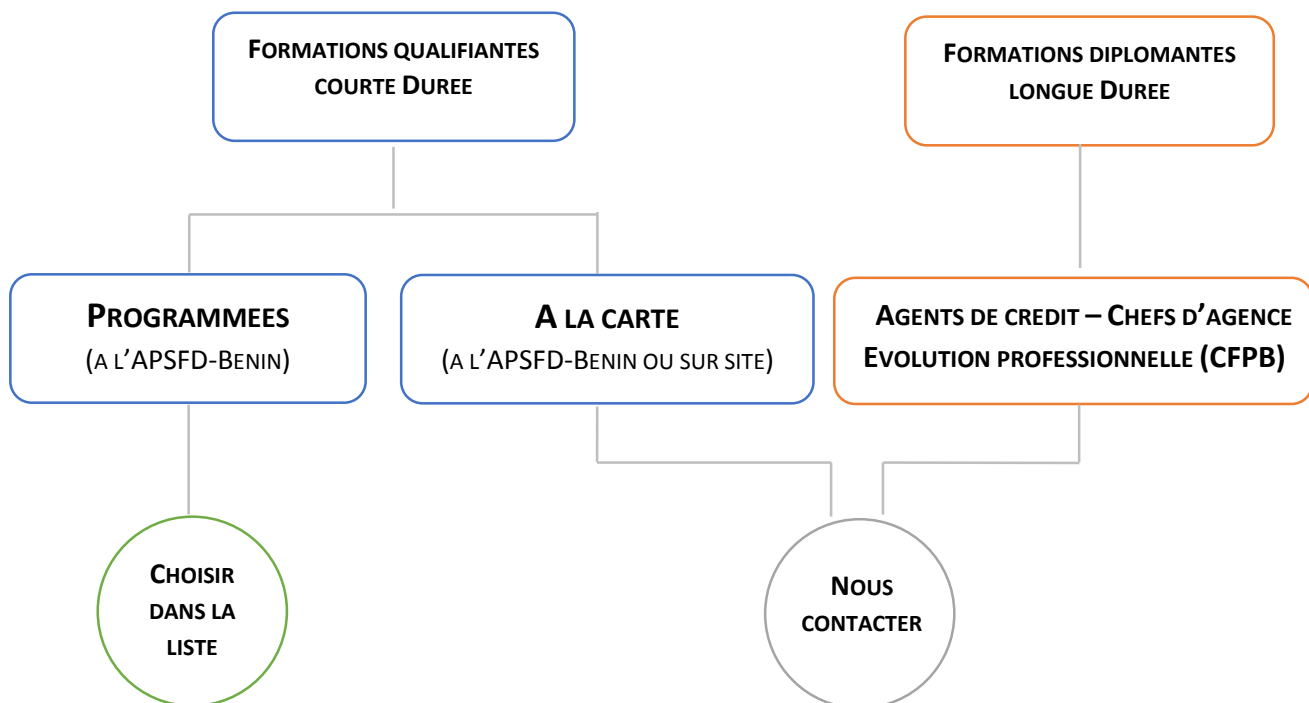 FORMATIONS QUALIFIANTES
COURTE DUREE
FORMATIONS DIPLOMANTES
LONGUE DUREE
PROGRAMMEES
(A L'APSFD-BENIN)
A LA CARTE
(A L'APSFD-BENIN OU SUR SITE)
AGENTS DE CREDIT – CHEFS D'AGENCE
EVOLUTION PROFESSIONNELLE (CFPB)
CHOISIR
DANS LA
LISTE
NOUS
CONTACTER